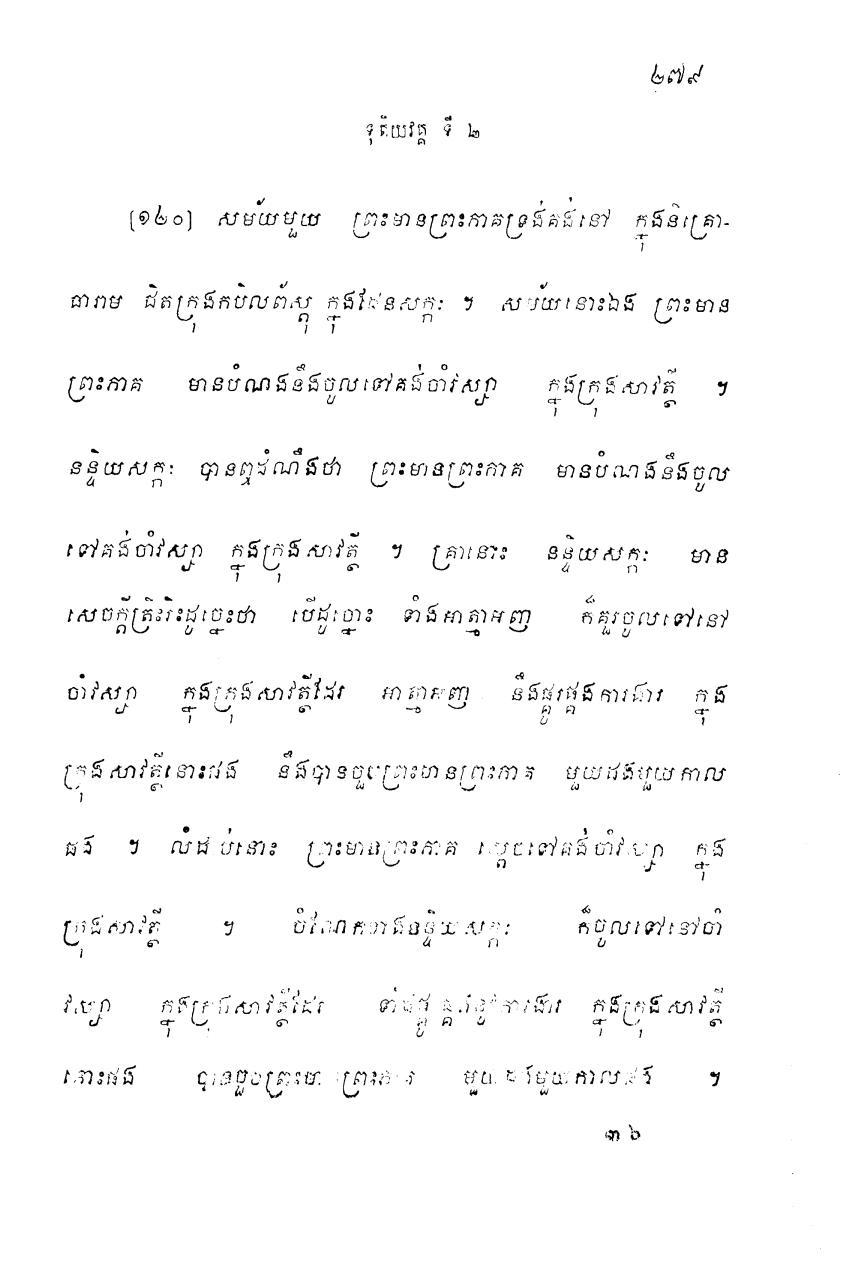 ២៧៩
ទុតិយវគ្គ ទី ២
[១២០] សម័យមួយ ព្រះមានព្រះភាគទ្រង់គង់នៅ ក្នុងនិគ្រោ-
ធារាម ជិតក្រុងកបិលព័ស្តុ ក្នុងដែនសក្កៈ ។ សម័យនោះឯង ព្រះមាន
ព្រះភាគ មានបំណងនឹងចូលទៅគង់ចាំវស្សា ក្នុងក្រុងសាវត្ថី ។
នន្ទិយសក្កៈ បានឮដំណឹងថា ព្រះមានព្រះភាគ មានបំណងនឹងចូល
ទៅគង់ចាំវស្សា ក្នុងក្រុងសាវត្ថី ។ គ្រានោះ នន្ទិយសក្កៈ មាន
សេចក្តីត្រិះរិះដូច្នេះថា បើដូច្នោះ ទាំងអាត្មាអញ ក៏គួរចូលទៅនៅ
ចាំវស្សា ក្នុងក្រុងសាវត្ថីដែរ អាត្មាអញ នឹងផ្គូរផ្គងការងារ ក្នុង
ក្រុងសាវត្ថីនោះផង នឹងបានចួបព្រះមានព្រះភាគ មួយដងមួយកាល
ផង ។ លំដប់នោះ ព្រះមានព្រះភាគ ស្តេចទៅគង់ចាំវស្សា ក្នុង
ក្រុងសាវត្ថី ។ ចំណែកខាងនន្ទិយសក្កៈ ក៏ចូលទៅនៅចាំ
វស្សា ក្នុងក្រុងសាវត្ថីដែរ ទាំងផ្គូរផ្គងនូវការងារ ក្នុងក្រុងសាវត្ថី
នោះផង បានចួបព្រះមានព្រះភាគ មួយដងមួយកាលផង ។
៣៦